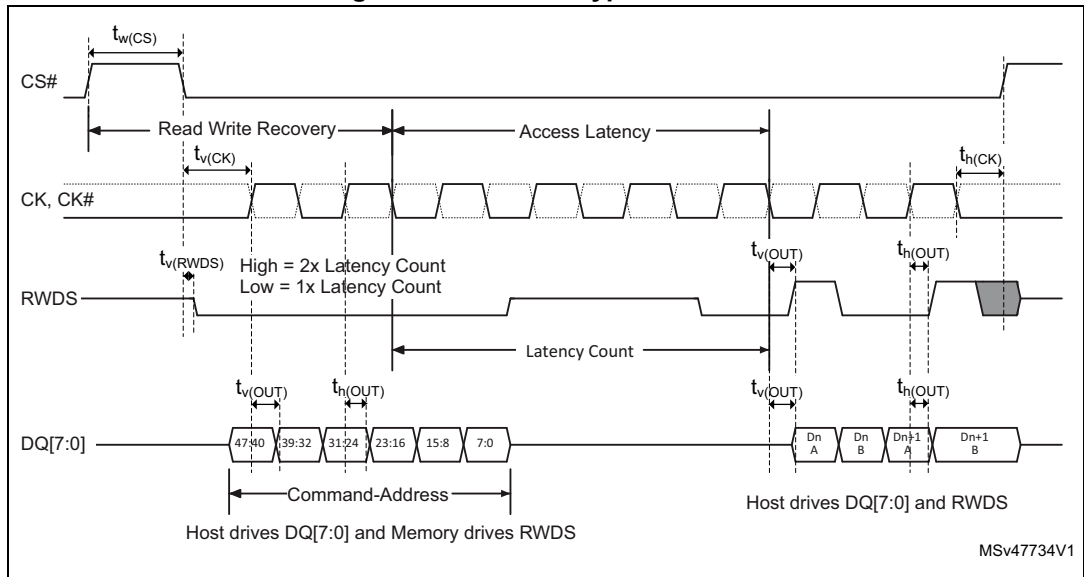 tw(CS)
CS#
Read Write Recovery
Access Latency
tv(CK)
th(CK)
CK, CK#
tv(RWDS)
High = 2x Latency Count
Low = 1x Latency Count
tv(OUT)
th(OUT)
RWDS
Latency Count
tv(OUT)
th(OUT)
tv(OUT)
th(OUT)
DQ[7:0]
47:40
39:32
31:24
23:16
15:8
7:0
Dn
A
Dn
B
Dn+1
A
Dn+1
B
Command-Address
Host drives DQ[7:0] and RWDS
Host drives DQ[7:0] and Memory drives RWDS
MSv47734V1